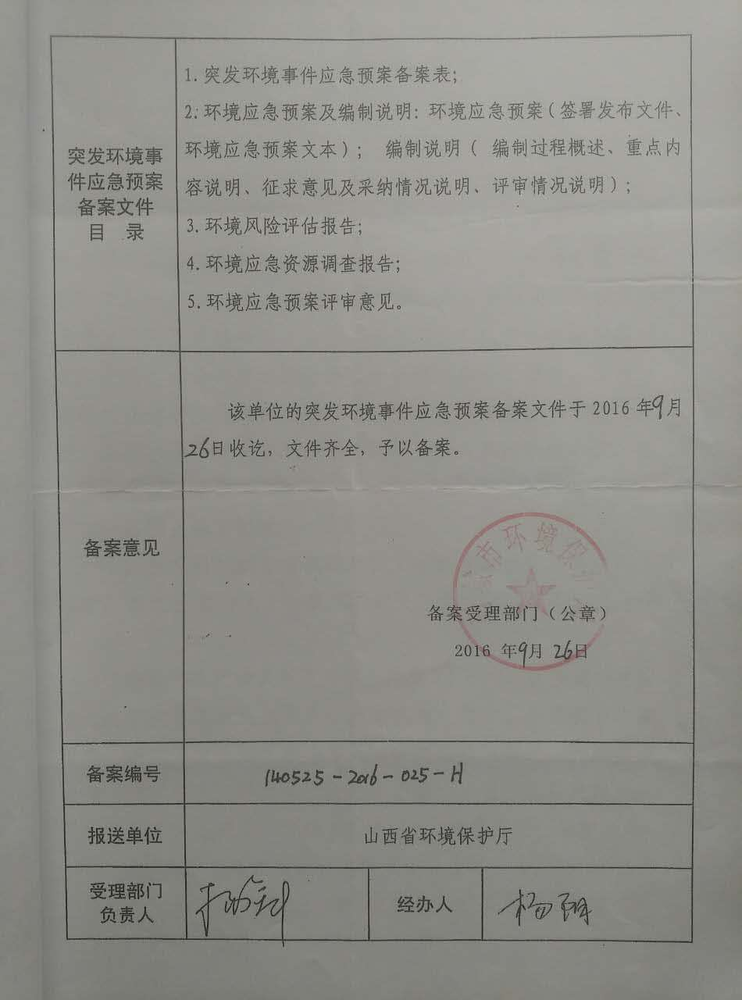 突发环境事
件应急预案
备案文件
目 录
1. 突发环境事件应急预案备案表；
2. 环境应急预案及编制说明：环境应急预案（签署发布文件、
环境应急预案文本）； 编制说明（ 编制过程概述、重点内
容说明、征求意见及采纳情况说明、评审情况说明）；
3. 环境风险评估报告；
4. 环境应急资源调查报告；
5. 环境应急预案评审意见。
备案意见
该单位的突发环境事件应急预案备案文件于 2016 年9月
26日收讫，文件齐全，予以备案。
市环境保
备案受理部门（公章）
2016 年9月 26日
备案编号
140525-2016-025-H
报送单位
山西省环境保护厅
受理部门
负责人
经办人
杨